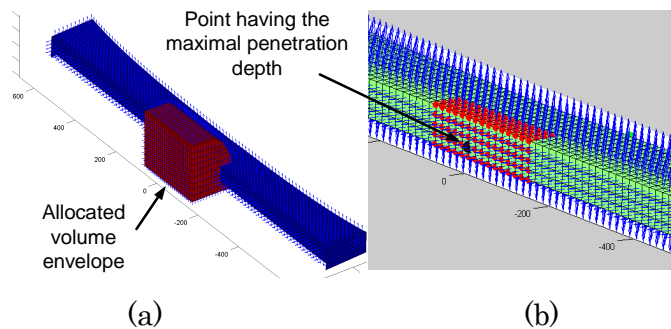 Point having the
maximal penetration
depth
600
400
200
0
-200
-400
0
-200
-400
Allocated
volume
envelope
(a)
(b)